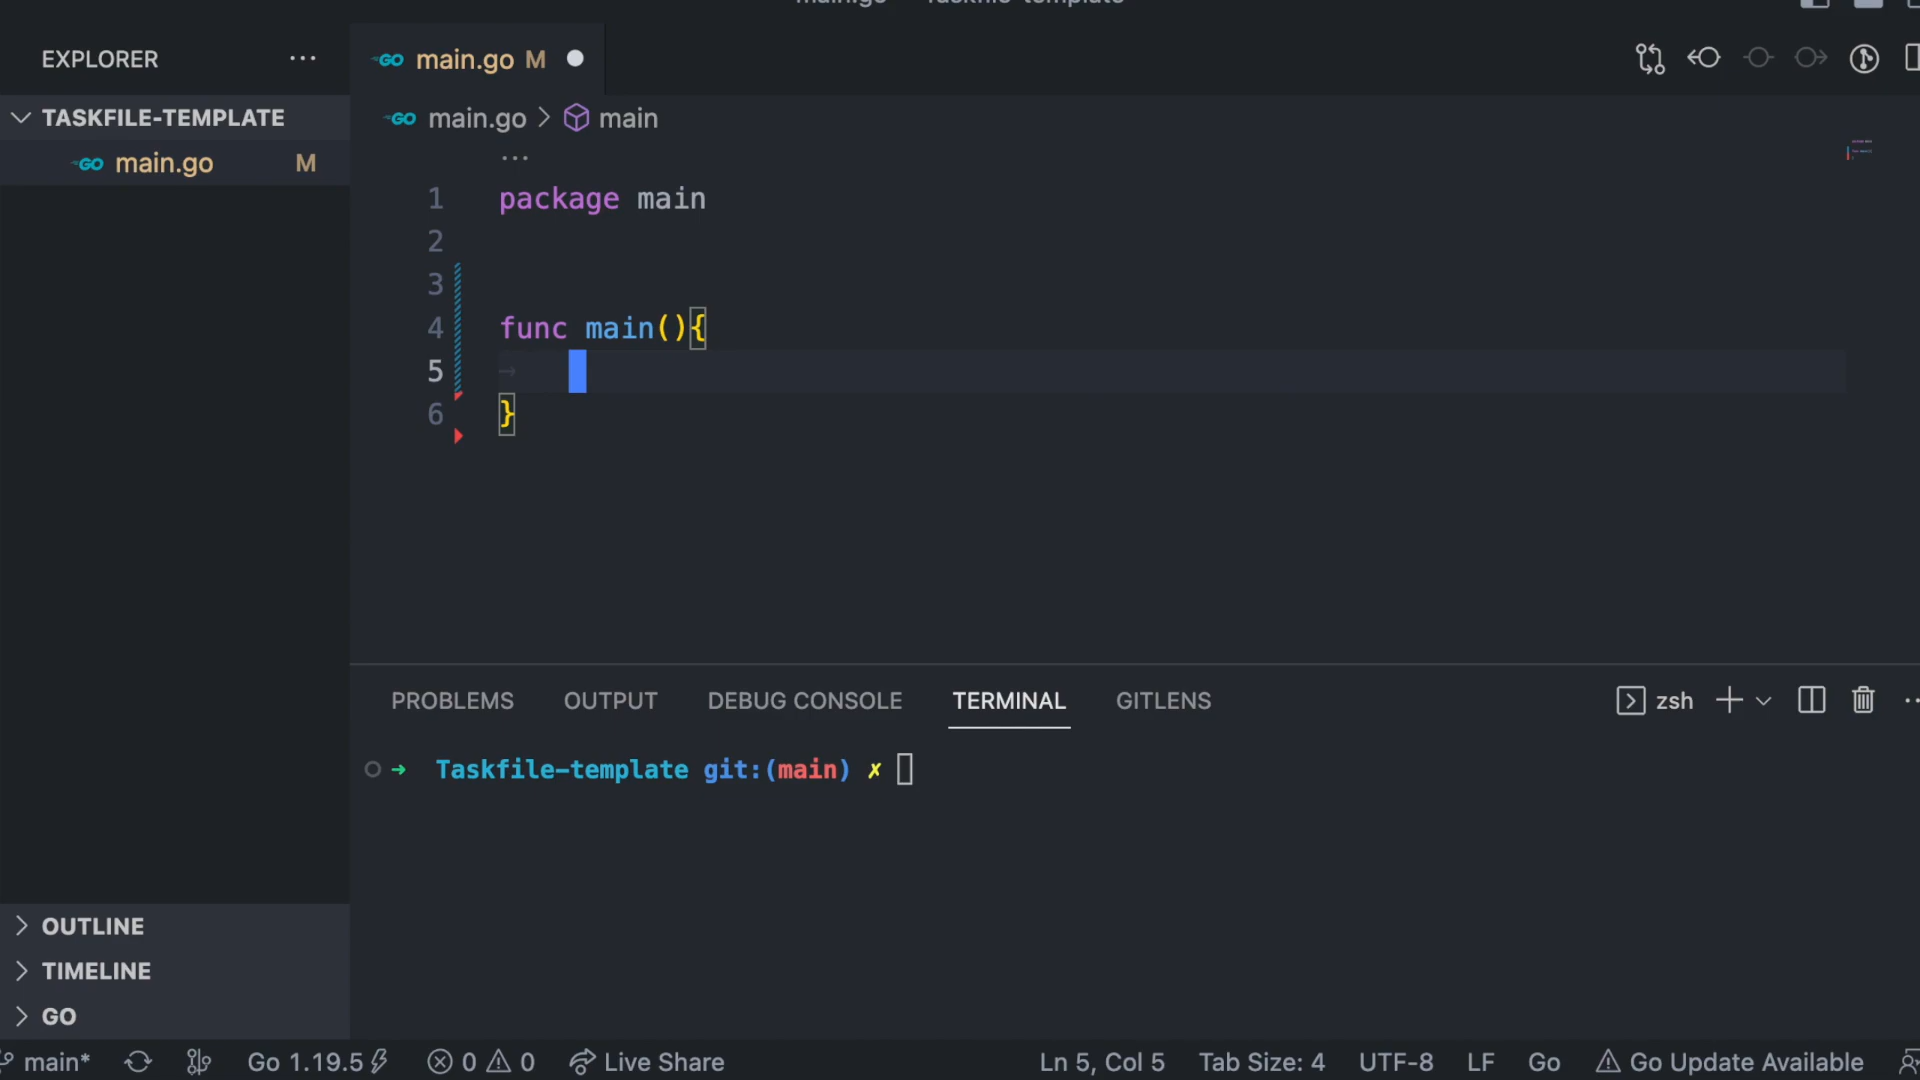 EXPLORER ...
GO main.go M
TASKFILE-TEMPLATE
GO main.go > main
GO main.go M
...
1 package main
2
3
4 func main(){
5 →
6 }
PROBLEMS OUTPUT DEBUG CONSOLE TERMINAL GITLENS
zsh
→ Taskfile-template git:(main) ✗
OUTLINE
TIMELINE
GO
main* Go 1.19.5 0 0 Live Share Ln 5, Col 5 Tab Size: 4 UTF-8 LF Go Go Update Available